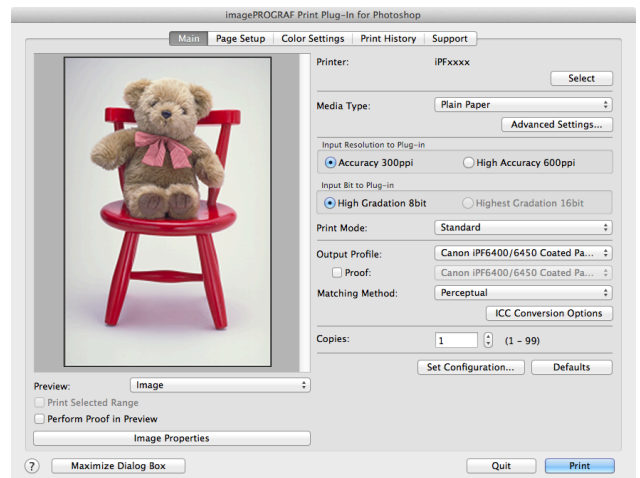 imagePROGRAF Print Plug-In for Photoshop
Main Page Setup Color Settings Print History Support
Printer: iPFxxxx
Select
Media Type: Plain Paper
Advanced Settings...
Input Resolution to Plug-in
Accuracy 300ppi High Accuracy 600ppi
Input Bit to Plug-in
High Gradation 8bit Highest Gradation 16bit
Print Mode: Standard
Output Profile: Canon iPF6400/6450 Coated Pa...
Proof: Canon iPF6400/6450 Coated Pa...
Matching Method: Perceptual
ICC Conversion Options
Copies: 1 (1 – 99)
Set Configuration... Defaults
Preview: Image
Print Selected Range
Perform Proof in Preview
Image Properties
? Maximize Dialog Box Quit Print